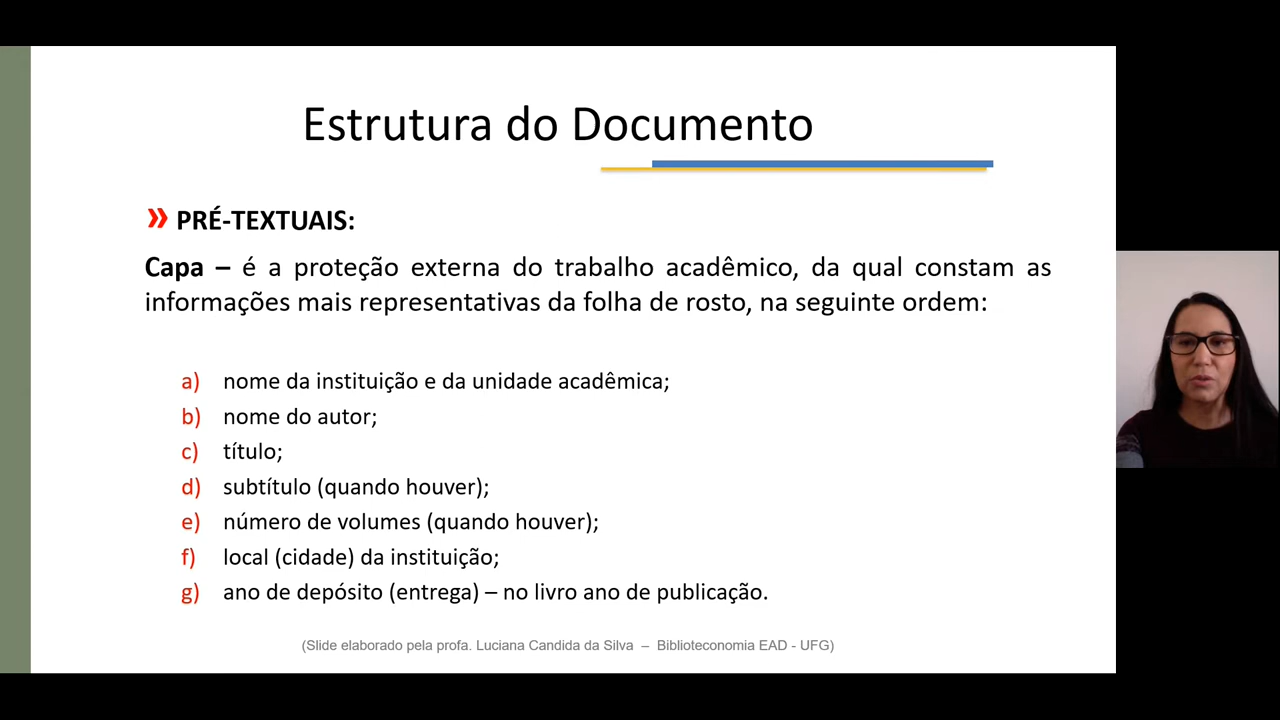 Estrutura do Documento
» PRÉ-TEXTUAIS:
Capa – é a proteção externa do trabalho acadêmico, da qual constam as
informações mais representativas da folha de rosto, na seguinte ordem:
a) nome da instituição e da unidade acadêmica;
b) nome do autor;
c) título;
d) subtítulo (quando houver);
e) número de volumes (quando houver);
f) local (cidade) da instituição;
g) ano de depósito (entrega) – no livro ano de publicação.
(Slide elaborado pela profa. Luciana Candida da Silva – Biblioteconomia EAD - UFG)